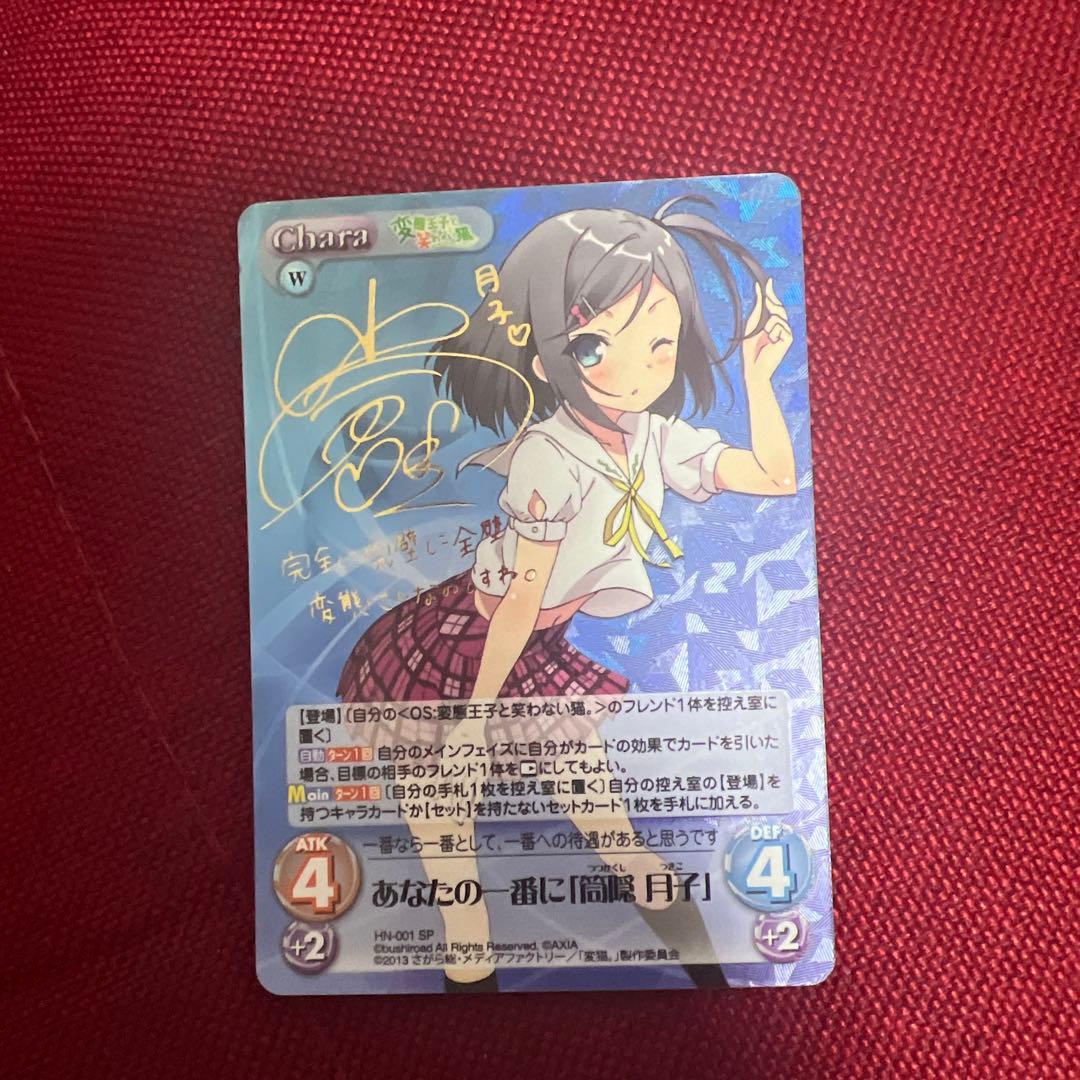 Chara
変態王子と笑わない猫
W
月子♡
【登場】〔自分の<OS:変態王子と笑わない猫。>のフレンド1体を控え室に
置く〕
自動 ターン1回 自分のメインフェイズに自分がカードの効果でカードを引いた
場合、目標の相手のフレンド1体を にしてもよい。
Main ターン1回〔自分の手札1枚を控え室に置く〕自分の控え室の【登場】を
持つキャラカードか【セット】を持たないセットカード1枚を手札に加える。
一番なら一番として、一番への待遇があると思うです
ATK
4
+2
つつかくし つきこ
あなたの一番に「筒隠 月子」
DEF
4
+2
HN-001 SP
©bushiroad All Rights Reserved. ©AXIA
©2013 さがら総・メディアファクトリー/「変猫。」製作委員会